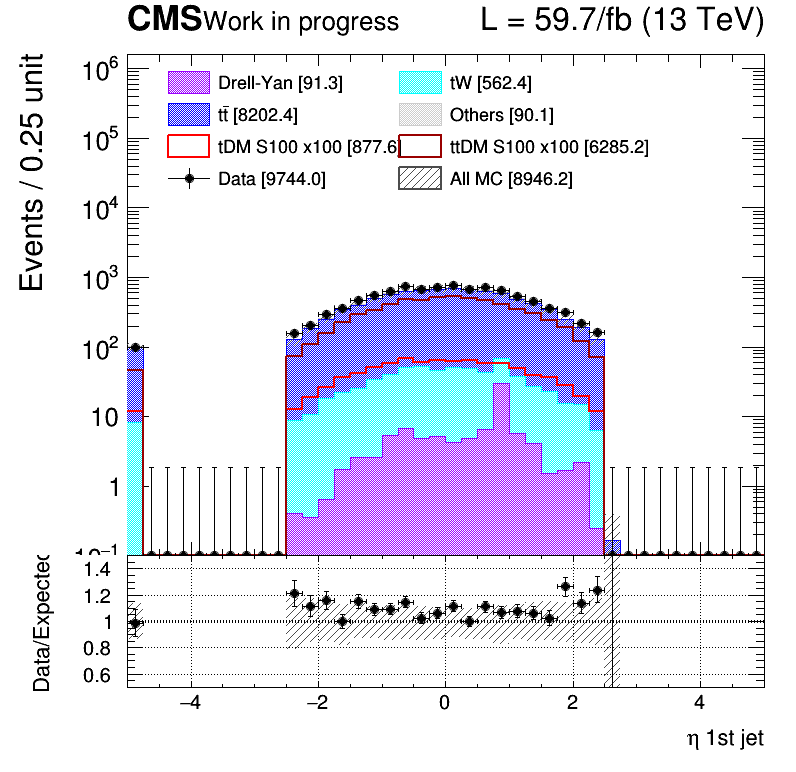 CMS Work in progress L = 59.7/fb (13 TeV)
Events / 0.25 unit
Drell-Yan [91.3] tW [562.4]
tt̄ [8202.4] Others [90.1]
tDM S100 x100 [877.6] ttDM S100 x100 [6285.2]
Data [9744.0] All MC [8946.2]
10⁶
10⁵
10⁴
10³
10²
10
1
10⁻¹
Data/Expected
1.4
1.2
1
0.8
0.6
−4 −2 0 2 4
η 1st jet